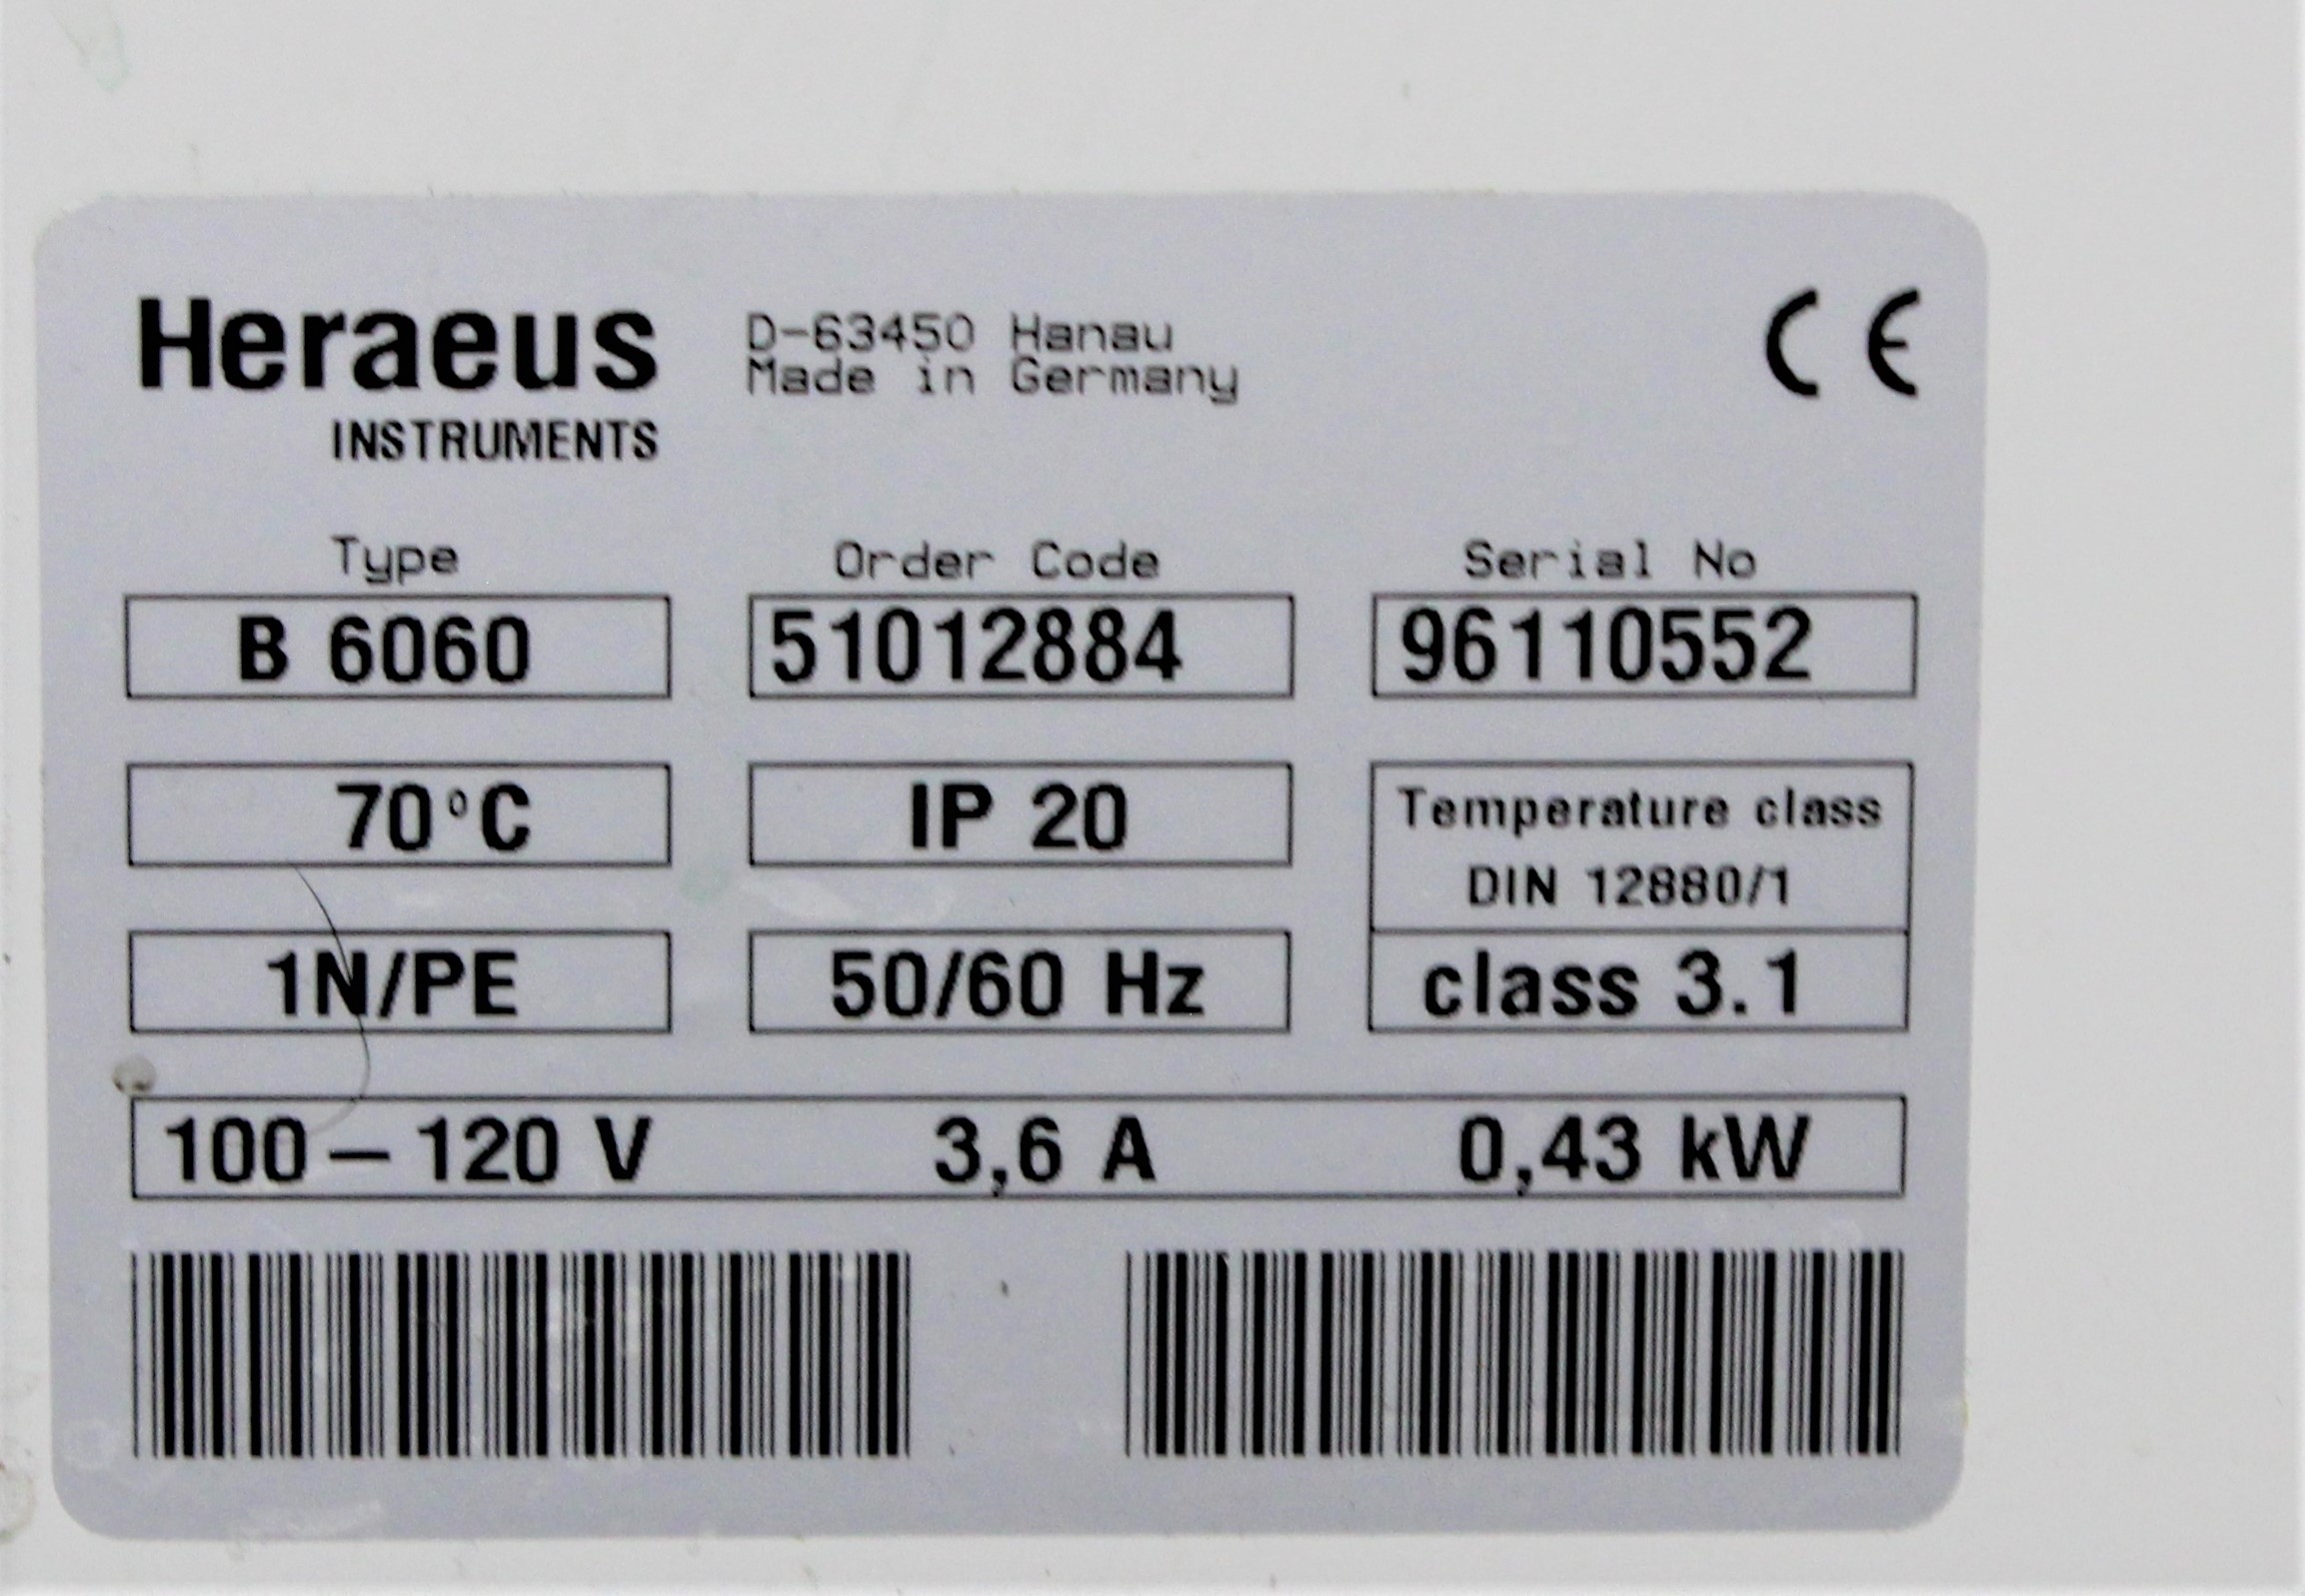 Heraeus
INSTRUMENTS
D-63450 Hanau
Made in Germany
CE
Type
Order Code
Serial No
B 6060
51012884
96110552
70°C
IP 20
Temperature class
DIN 12880/1
1N/PE
50/60 Hz
class 3.1
100 – 120 V 3,6 A 0,43 kW